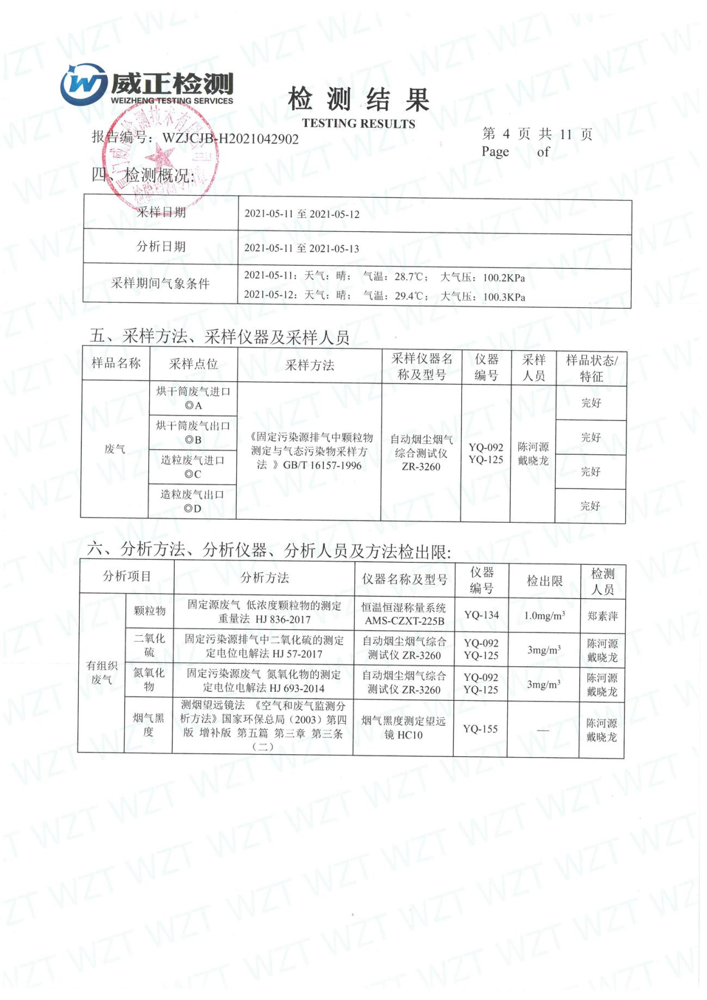 威正检测
WEIZHENG TESTING SERVICES
检 测 结 果
TESTING RESULTS
报告编号： WZJCJB-H2021042902
第 4 页 共 11 页
Page of
四、检测概况:
采样日期
2021-05-11 至 2021-05-12
分析日期
2021-05-11 至 2021-05-13
采样期间气象条件
2021-05-11：天气：晴； 气温：28.7℃； 大气压：100.2KPa
2021-05-12：天气：晴； 气温：29.4℃； 大气压：100.3KPa
五、采样方法、采样仪器及采样人员
样品名称
采样点位
采样方法
采样仪器名
称及型号
仪器
编号
采样
人员
样品状态/
特征
废气
烘干筒废气进口
◎A
烘干筒废气出口
◎B
造粒废气进口
◎C
造粒废气出口
◎D
《固定污染源排气中颗粒物
测定与气态污染物采样方
法 》GB/T 16157-1996
自动烟尘烟气
综合测试仪
ZR-3260
YQ-092
YQ-125
陈河源
戴晓龙
完好
完好
完好
完好
六、分析方法、分析仪器、分析人员及方法检出限:
分析项目
分析方法
仪器名称及型号
仪器
编号
检出限
检测
人员
有组织
废气
颗粒物
固定源废气 低浓度颗粒物的测定
重量法 HJ 836-2017
恒温恒湿称量系统
AMS-CZXT-225B
YQ-134
1.0mg/m³
郑素萍
二氧化
硫
固定污染源排气中二氧化硫的测定
定电位电解法 HJ 57-2017
自动烟尘烟气综合
测试仪 ZR-3260
YQ-092
YQ-125
3mg/m³
陈河源
戴晓龙
氮氧化
物
固定污染源废气 氮氧化物的测定
定电位电解法 HJ 693-2014
自动烟尘烟气综合
测试仪 ZR-3260
YQ-092
YQ-125
3mg/m³
陈河源
戴晓龙
烟气黑
度
测烟望远镜法 《空气和废气监测分
析方法》国家环保总局（2003）第四
版 增补版 第五篇 第三章 第三条
（二）
烟气黑度测定望远
镜 HC10
YQ-155
—
陈河源
戴晓龙